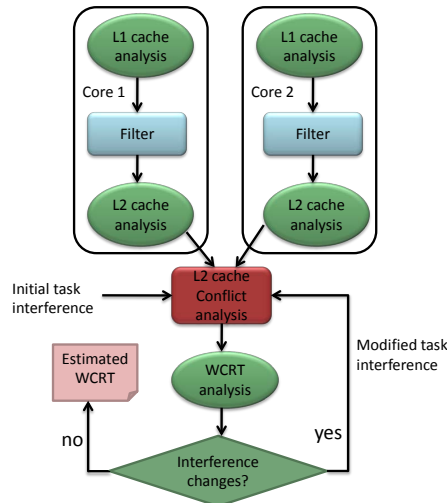 L1 cache
analysis
L1 cache
analysis
Core 1
Core 2
Filter
Filter
L2 cache
analysis
L2 cache
analysis
L2 cache
Conflict
analysis
Initial task
interference
Modified task
interference
Estimated
WCRT
WCRT
analysis
no
yes
Interference
changes?